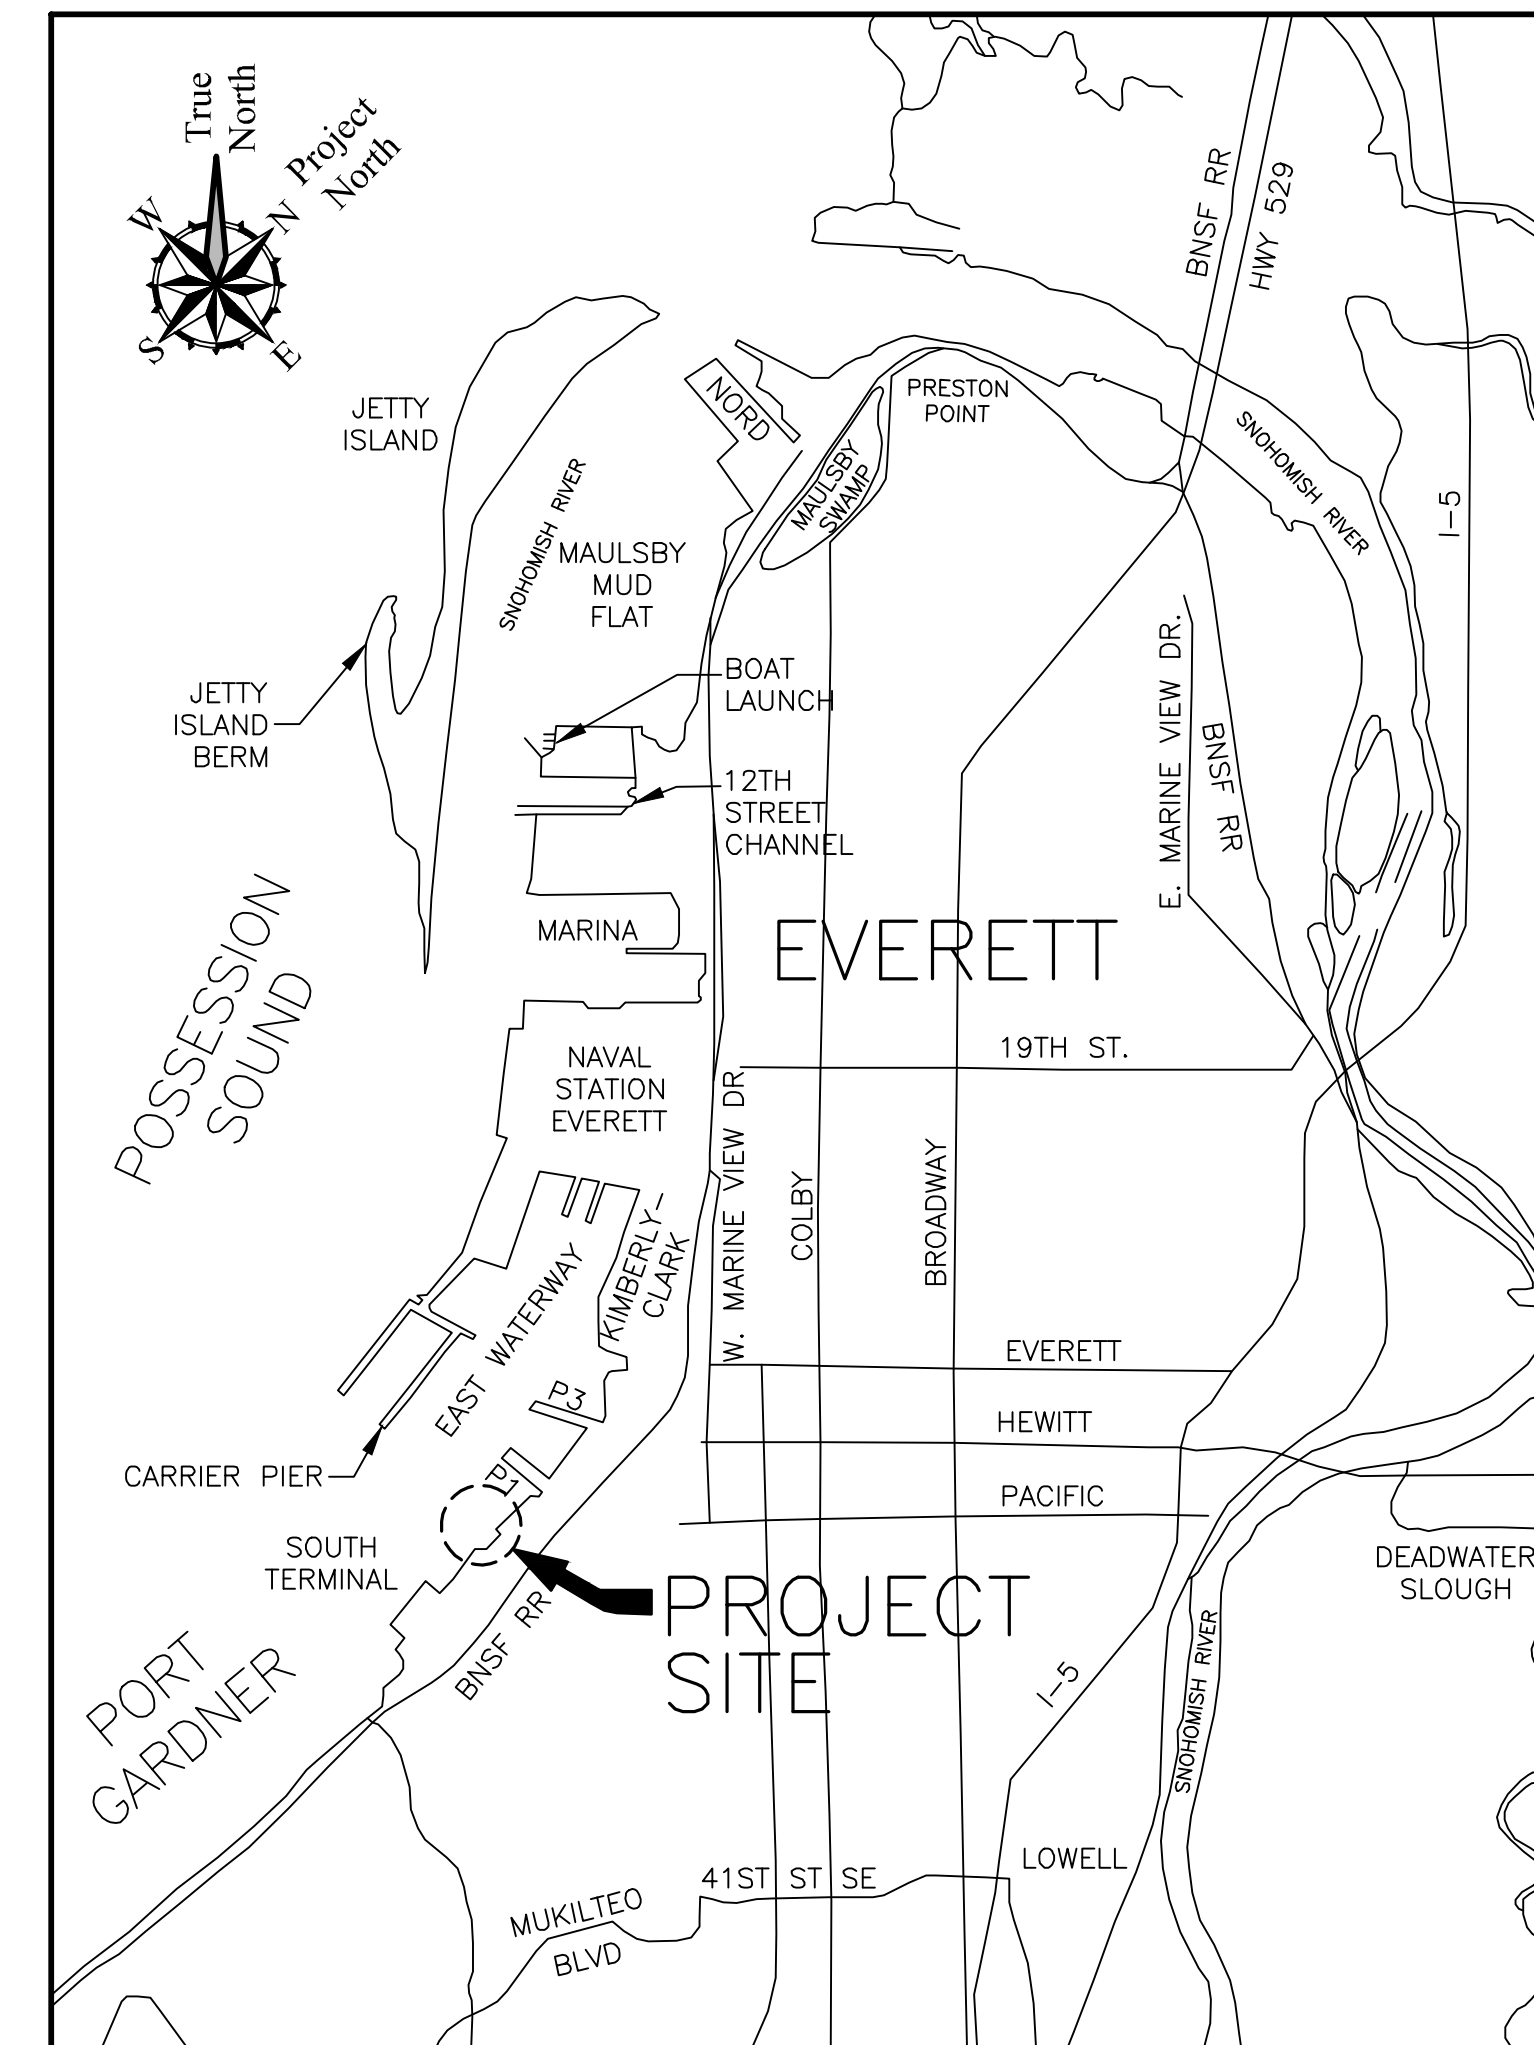 True
North
Project
North
W
N
S
E
BNSF RR
HWY 529
JETTY
ISLAND
NORD
PRESTON
POINT
SNOHOMISH RIVER
MAULSBY
SWAMP
SNOHOMISH RIVER
I-5
MAULSBY
MUD
FLAT
JETTY
ISLAND
BERM
BOAT
LAUNCH
12TH
STREET
CHANNEL
E. MARINE VIEW DR.
BNSF RR
MARINA
EVERETT
POSSESSION
SOUND
NAVAL
STATION
EVERETT
19TH ST.
W. MARINE VIEW DR
COLBY
BROADWAY
KIMBERLY-
CLARK
EAST WATERWAY
EVERETT
P3
HEWITT
CARRIER PIER
P1
PACIFIC
SOUTH
TERMINAL
DEADWATER
SLOUGH
PROJECT
SITE
BNSF RR
I-5
SNOHOMISH RIVER
PORT
GARDNER
LOWELL
41ST ST SE
MUKILTEO
BLVD